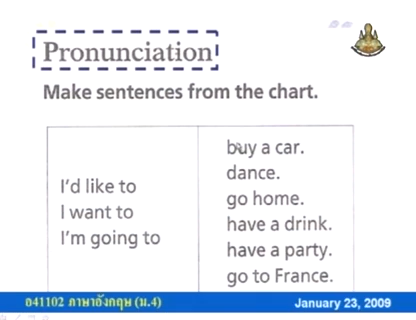 Pronunciation
Make sentences from the chart.
I'd like to
I want to
I'm going to
buy a car.
dance.
go home.
have a drink.
have a party.
go to France.
อ41102 ภาษาอังกฤษ (ม.4)
January 23, 2009